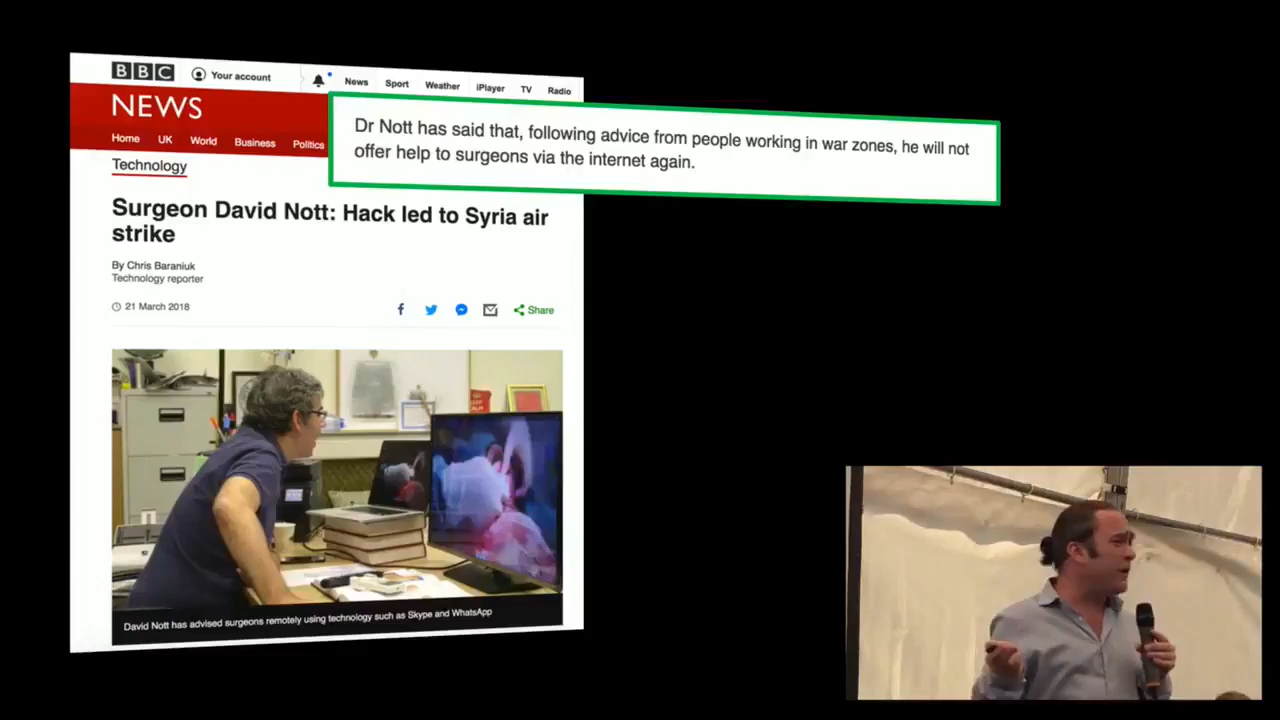 BBC
Your account
News
Sport
Weather
iPlayer
TV
Radio
NEWS
Home
UK
World
Business
Politics
Dr Nott has said that, following advice from people working in war zones, he will not
offer help to surgeons via the internet again.
Technology
Surgeon David Nott: Hack led to Syria air
strike
By Chris Baraniuk
Technology reporter
21 March 2018
Share
David Nott has advised surgeons remotely using technology such as Skype and WhatsApp